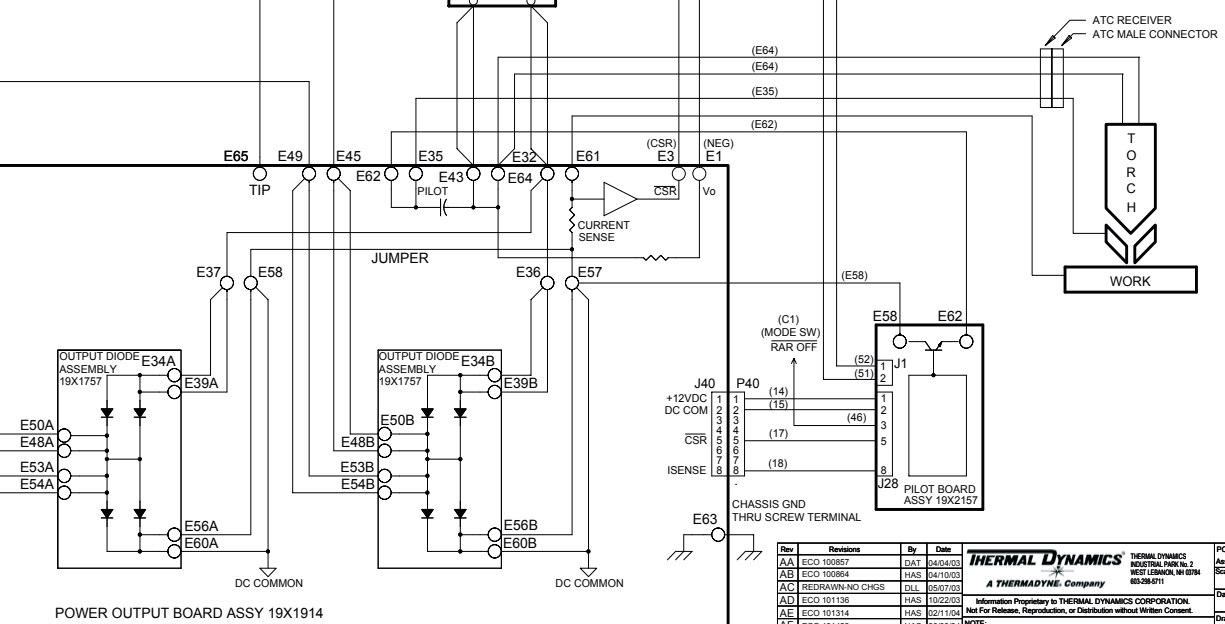 ATC RECEIVER
ATC MALE CONNECTOR
(E64)
(E64)
(E35)
(E62)
T
O
R
C
H
WORK
(CSR) (NEG)
E65 E49 E45 E35 E32 E61 E3 E1
E62 E43 E64
TIP
PILOT
CSR Vo
CURRENT
SENSE
JUMPER
E37 E58 E36 E57
(E58)
E58 E62
(C1)
(MODE SW)
RAR OFF
OUTPUT DIODE
ASSEMBLY
19X1757
E34A
E39A
E50A
E48A
E53A
E54A
E56A
E60A
DC COMMON
OUTPUT DIODE
ASSEMBLY
19X1757
E34B
E39B
E50B
E48B
E53B
E54B
E56B
E60B
DC COMMON
J40 P40
+12VDC 1 1 (14)
DC COM 2 2 (15)
3 3
4 4 (46)
CSR 5 5 (17)
6 6
7 7
ISENSE 8 8 (18)
(52) 1 J1
(51) 2
1
2
3
5
8
J28
PILOT BOARD
ASSY 19X2157
E63
CHASSIS GND
THRU SCREW TERMINAL
POWER OUTPUT BOARD ASSY 19X1914
Rev Revisions By Date
AA ECO 100857 DAT 04/04/03
AB ECO 100864 HAS 04/10/03
AC REDRAWN-NO CHGS DLL 05/07/03
AD ECO 101136 HAS 10/22/03
AE ECO 101314 HAS 02/11/04
THERMAL DYNAMICS
A THERMADYNE® Company
THERMAL DYNAMICS
INDUSTRIAL PARK No. 2
WEST LEBANON, NH 03784
603-298-5711
Information Proprietary to THERMAL DYNAMICS CORPORATION.
Not For Release, Reproduction, or Distribution without Written Consent.
NOTE: